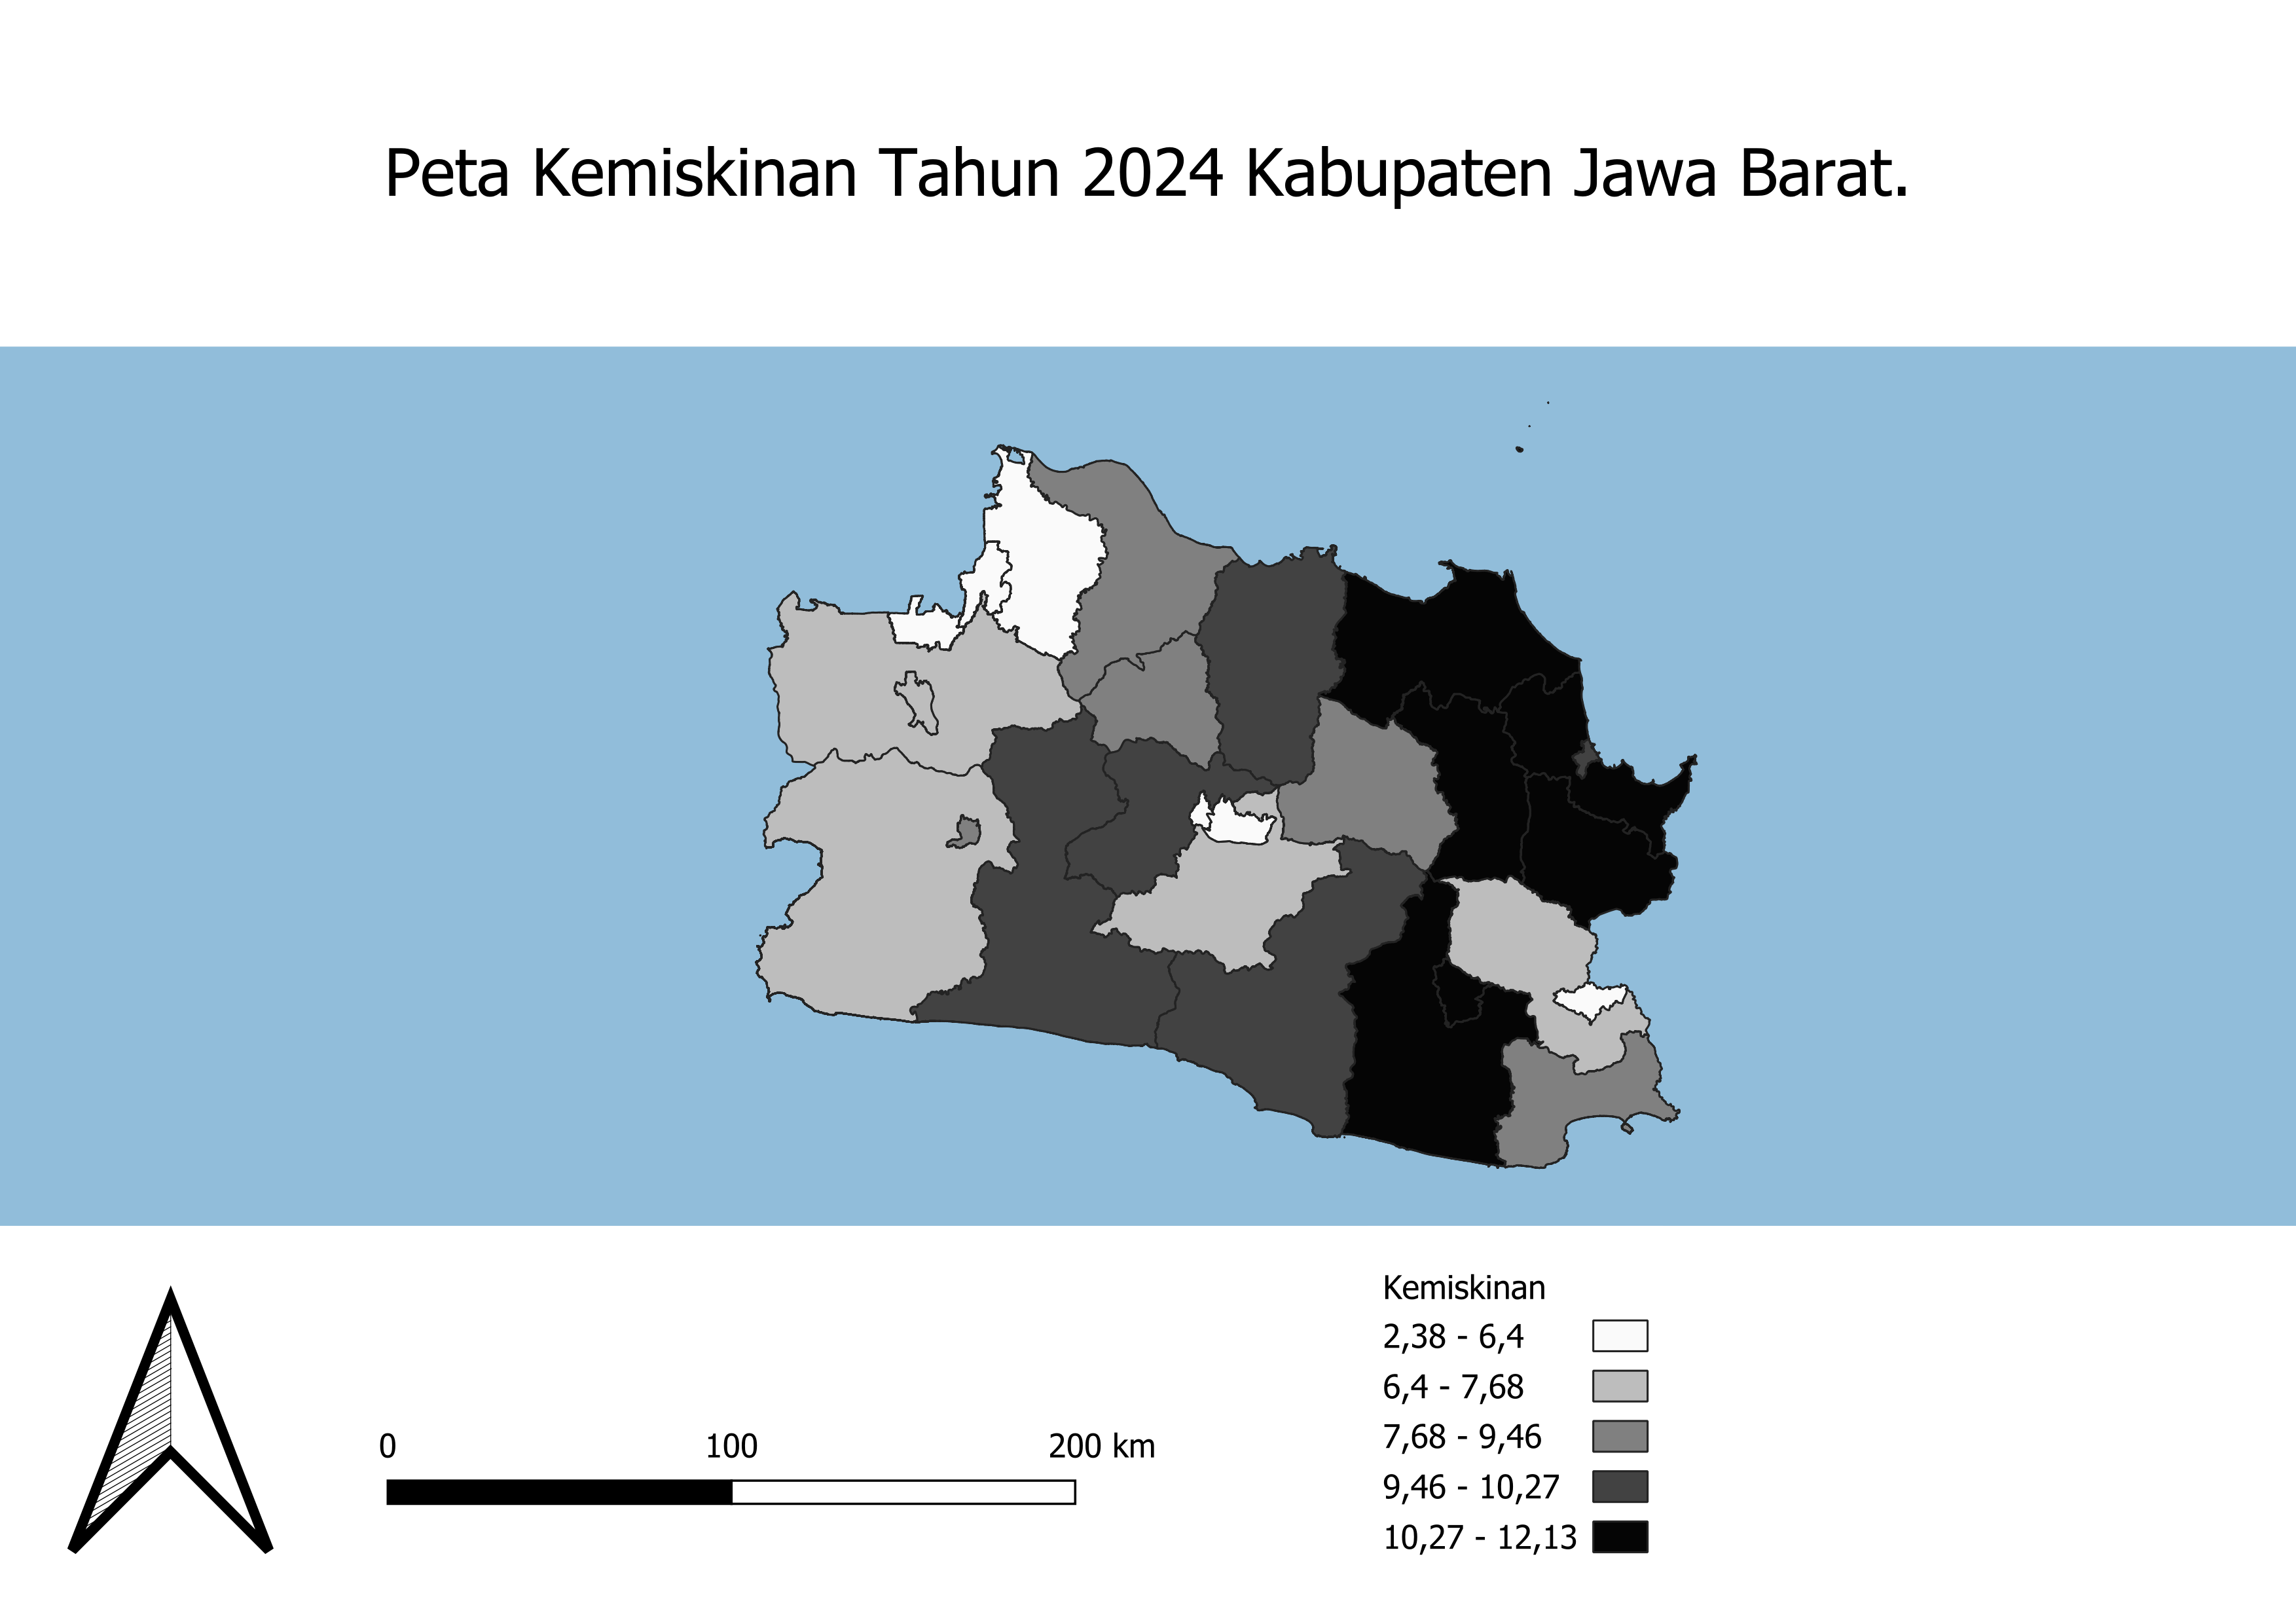 Peta Kemiskinan Tahun 2024 Kabupaten Jawa Barat.
Kemiskinan
2,38 - 6,4
6,4 - 7,68
7,68 - 9,46
9,46 - 10,27
10,27 - 12,13
0 100 200 km